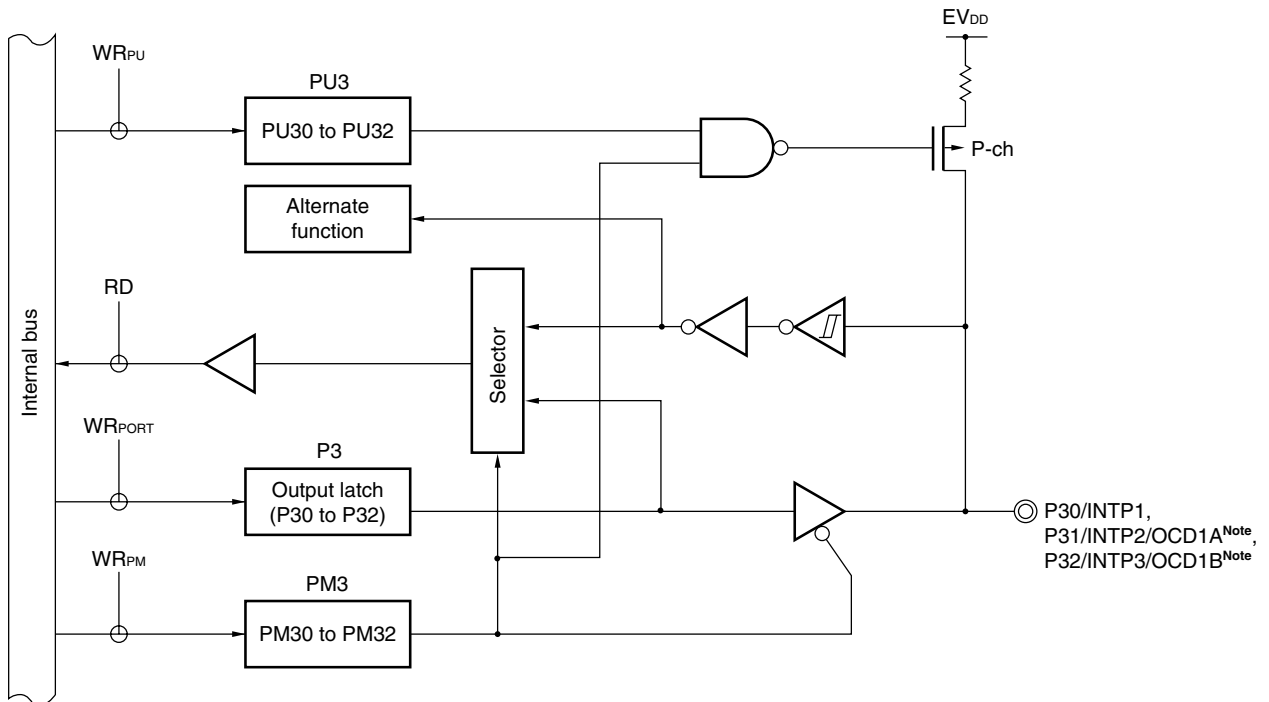 EVDD
WRPU
PU3
PU30 to PU32
P-ch
Alternate
function
RD
Internal bus
Selector
WRPORT
P3
Output latch
(P30 to P32)
P30/INTP1,
P31/INTP2/OCD1ANote,
P32/INTP3/OCD1BNote
WRPM
PM3
PM30 to PM32